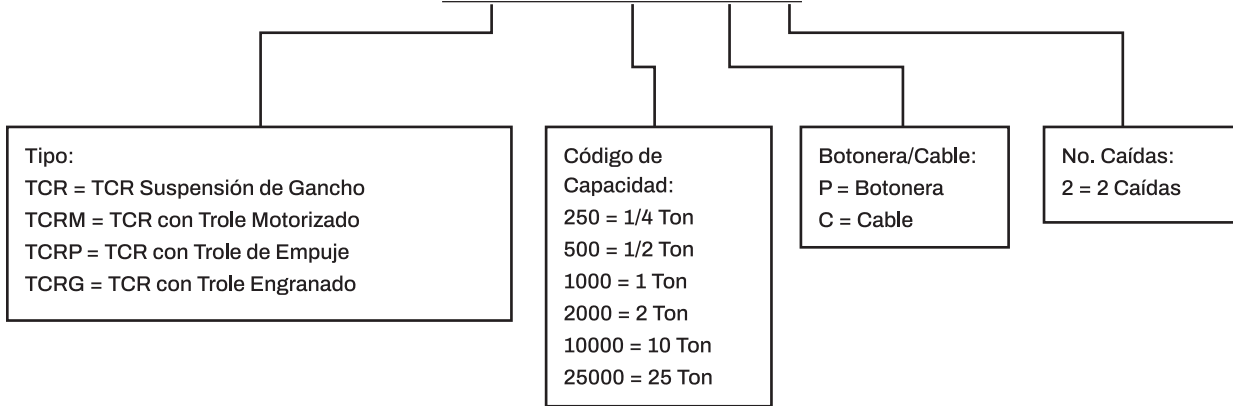 Tipo:
TCR = TCR Suspensión de Gancho
TCRM = TCR con Trole Motorizado
TCRP = TCR con Trole de Empuje
TCRG = TCR con Trole Engranado
Código de
Capacidad:
250 = 1/4 Ton
500 = 1/2 Ton
1000 = 1 Ton
2000 = 2 Ton
10000 = 10 Ton
25000 = 25 Ton
Botonera/Cable:
P = Botonera
C = Cable
No. Caídas:
2 = 2 Caídas